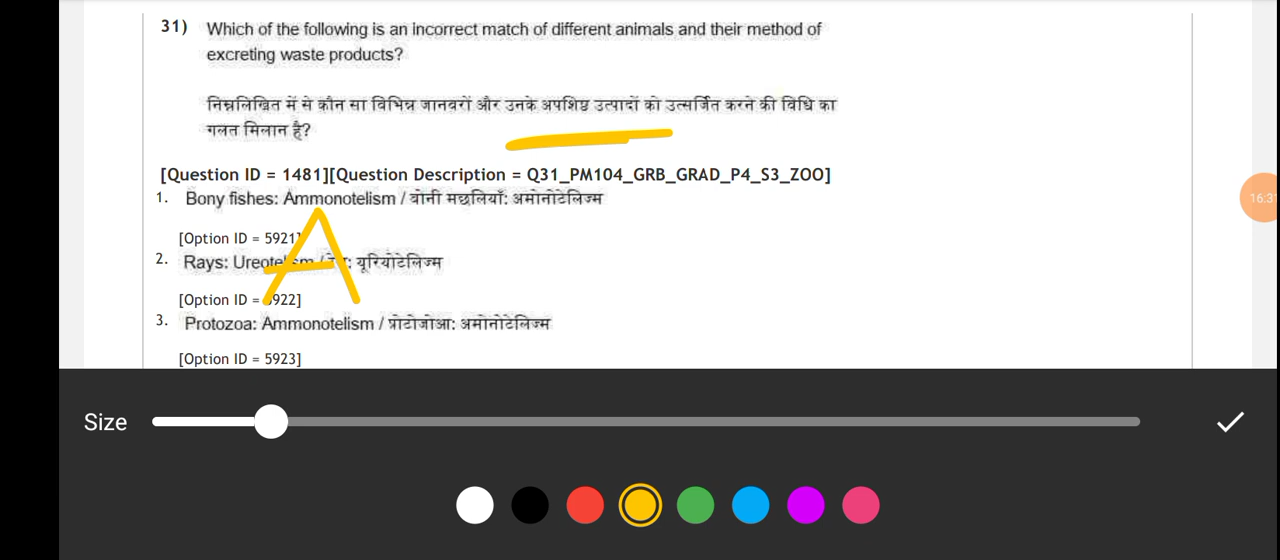 31) Which of the following is an incorrect match of different animals and their method of
excreting waste products?
निम्नलिखित में से कौन सा विभिन्न जानवरों और उनके अपशिष्ट उत्पादों को उत्सर्जित करने की विधि का
गलत मिलान है?
[Question ID = 1481][Question Description = Q31_PM104_GRB_GRAD_P4_S3_ZOO]
1. Bony fishes: Ammonotelism / बोनी मछलियाँ: अमोनोटेलिज्म
[Option ID = 5921]
A
2. Rays: Ureotelism / रेज: यूरियोटेलिज्म
[Option ID = 5922]
3. Protozoa: Ammonotelism / प्रोटोजोआ: अमोनोटेलिज्म
[Option ID = 5923]
16:3
Size